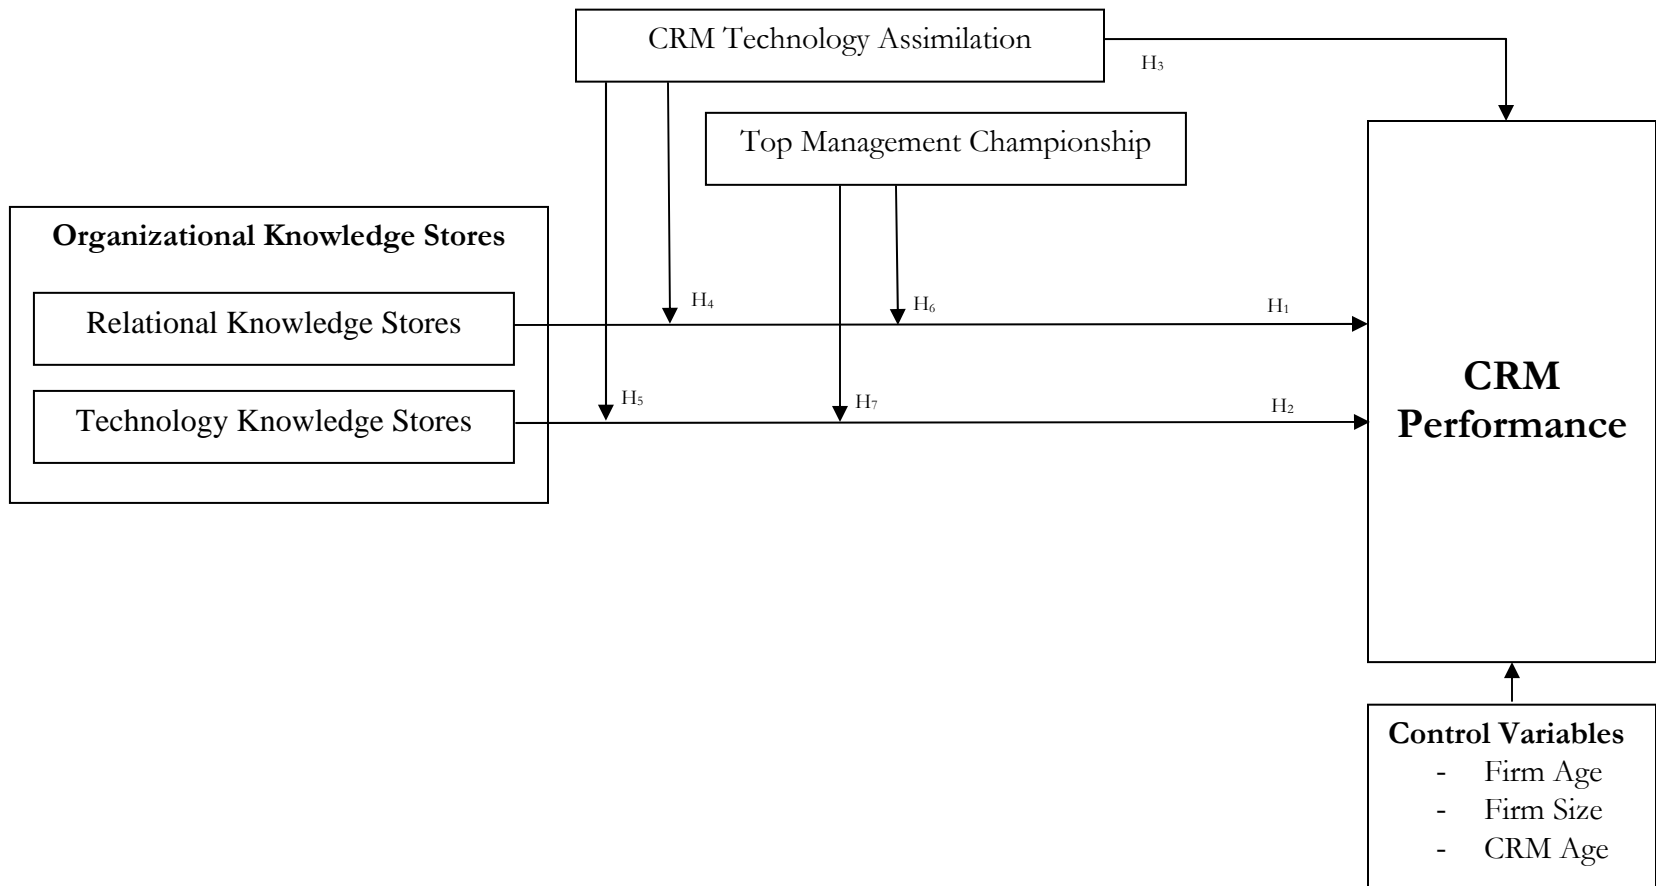 CRM Technology Assimilation
H₃
Top Management Championship
Organizational Knowledge Stores
Relational Knowledge Stores
H₄
H₆
H₁
Technology Knowledge Stores
H₅
H₇
H₂
CRM
Performance
Control Variables
- Firm Age
- Firm Size
- CRM Age